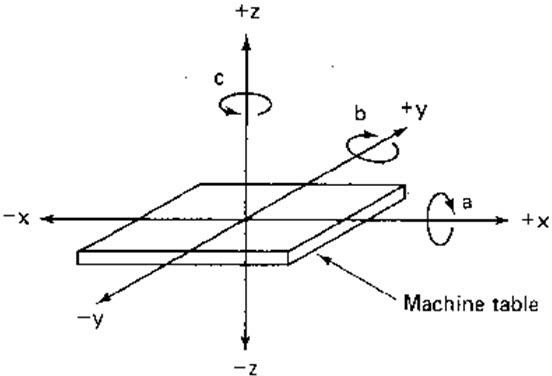 +z
c
b
+y
a
-x
+x
Machine table
-y
-z